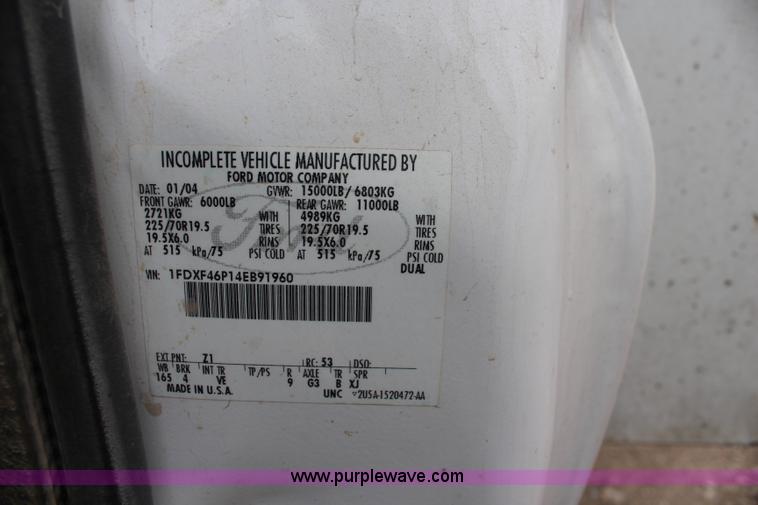 INCOMPLETE VEHICLE MANUFACTURED BY
FORD MOTOR COMPANY
DATE: 01/04 GVWR: 15000LB/ 6803KG
FRONT GAWR: 6000LB REAR GAWR: 11000LB
2721KG WITH 4989KG WITH
225/70R19.5 TIRES 225/70R19.5 TIRES
19.5X6.0 RIMS 19.5X6.0 RIMS
AT 515 kPa/75 PSI COLD AT 515 kPa/75 PSI COLD
DUAL
Ford
VIN: 1FDXF46P14EB91960
EXT PNT: Z1 RC: 53 DSO:
WB BRK INT TR TP/PS R AXLE TR SPR
165 4 VE 9 G3 B XJ
MADE IN U.S.A. UNC 2U5A-1520472-AA
www.purplewave.com